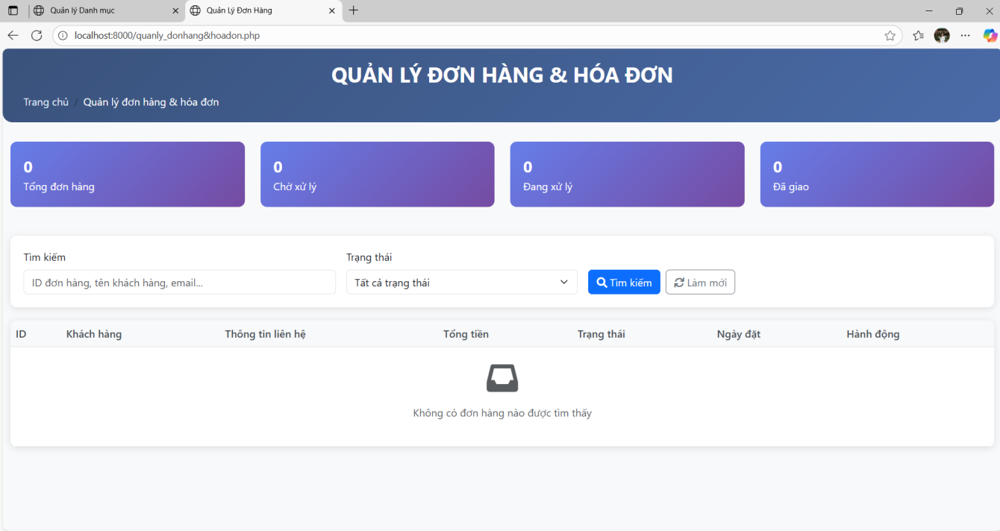 Quản lý Danh mục
Quản Lý Đơn Hàng
localhost:8000/quanly_donhang&hoadon.php
QUẢN LÝ ĐƠN HÀNG & HÓA ĐƠN
Trang chủ / Quản lý đơn hàng & hóa đơn
0
Tổng đơn hàng
0
Chờ xử lý
0
Đang xử lý
0
Đã giao
Tìm kiếm
ID đơn hàng, tên khách hàng, email...
Trạng thái
Tất cả trạng thái
Tìm kiếm
Làm mới
ID Khách hàng Thông tin liên hệ Tổng tiền Trạng thái Ngày đặt Hành động
Không có đơn hàng nào được tìm thấy